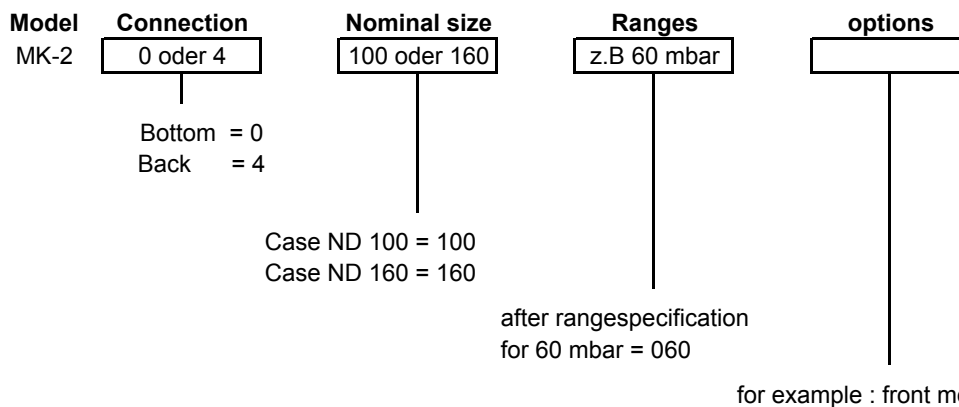 Model Connection Nominal size Ranges options
MK-2 0 oder 4 100 oder 160 z.B 60 mbar
Bottom = 0
Back = 4
Case ND 100 = 100
Case ND 160 = 160
after rangespecification
for 60 mbar = 060
for example : front